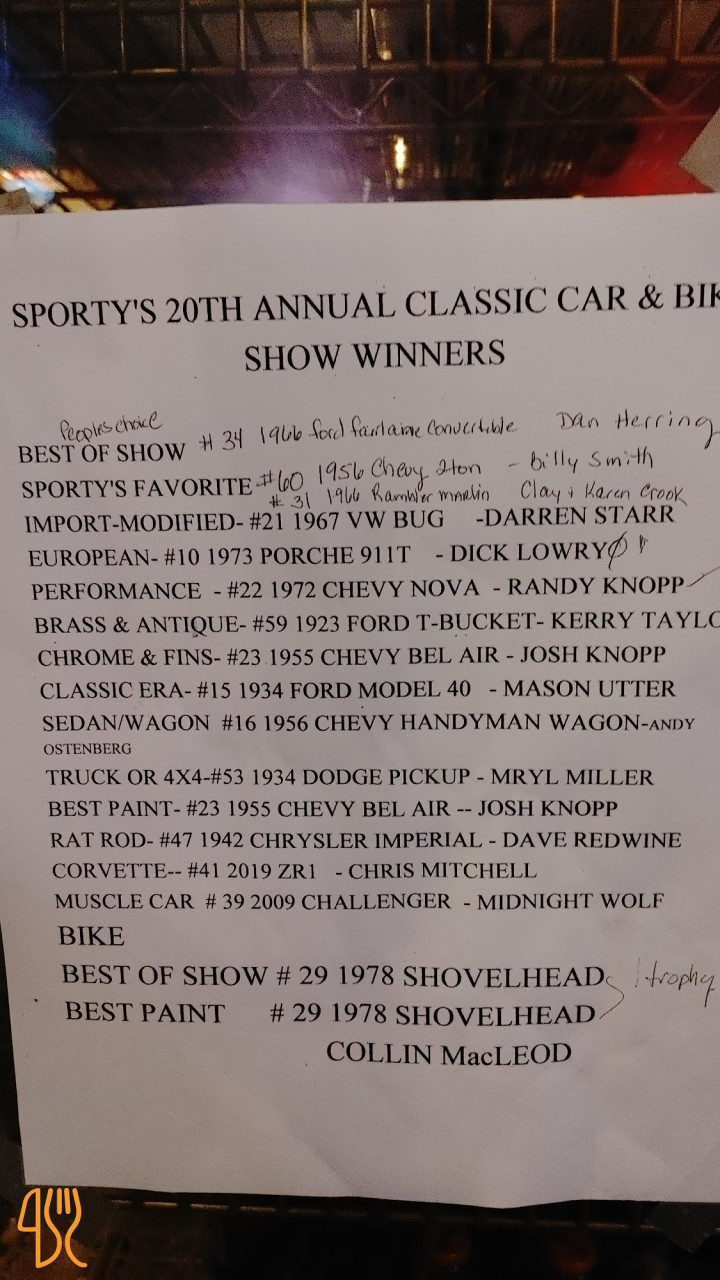 SPORTY'S 20TH ANNUAL CLASSIC CAR & BIK
SHOW WINNERS
Peoples choice
BEST OF SHOW # 34 1966 ford fairlaine Convertible Dan Herring
SPORTY'S FAVORITE #60 1956 Chevy 2ton - Billy Smith
# 31 1966 Rambler marlin Clay & Karen Crook
IMPORT-MODIFIED- #21 1967 VW BUG -DARREN STARR
EUROPEAN- #10 1973 PORCHE 911T - DICK LOWRY
PERFORMANCE - #22 1972 CHEVY NOVA - RANDY KNOPP
BRASS & ANTIQUE- #59 1923 FORD T-BUCKET- KERRY TAYLO
CHROME & FINS- #23 1955 CHEVY BEL AIR - JOSH KNOPP
CLASSIC ERA- #15 1934 FORD MODEL 40 - MASON UTTER
SEDAN/WAGON #16 1956 CHEVY HANDYMAN WAGON-ANDY
OSTENBERG
TRUCK OR 4X4-#53 1934 DODGE PICKUP - MRYL MILLER
BEST PAINT- #23 1955 CHEVY BEL AIR -- JOSH KNOPP
RAT ROD- #47 1942 CHRYSLER IMPERIAL - DAVE REDWINE
CORVETTE-- #41 2019 ZR1 - CHRIS MITCHELL
MUSCLE CAR # 39 2009 CHALLENGER - MIDNIGHT WOLF
BIKE
BEST OF SHOW # 29 1978 SHOVELHEAD 1 trophy
BEST PAINT # 29 1978 SHOVELHEAD
COLLIN MacLEOD